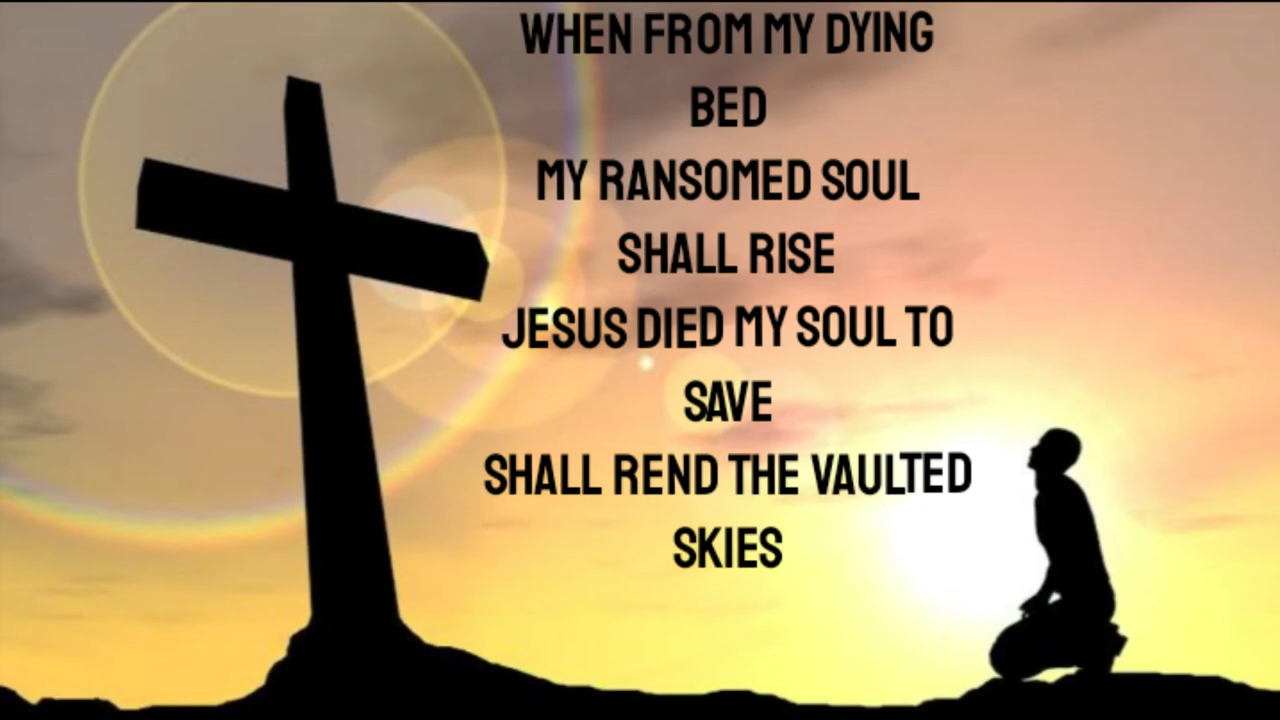 WHEN FROM MY DYING
BED
MY RANSOMED SOUL
SHALL RISE
JESUS DIED MY SOUL TO
SAVE
SHALL REND THE VAULTED
SKIES